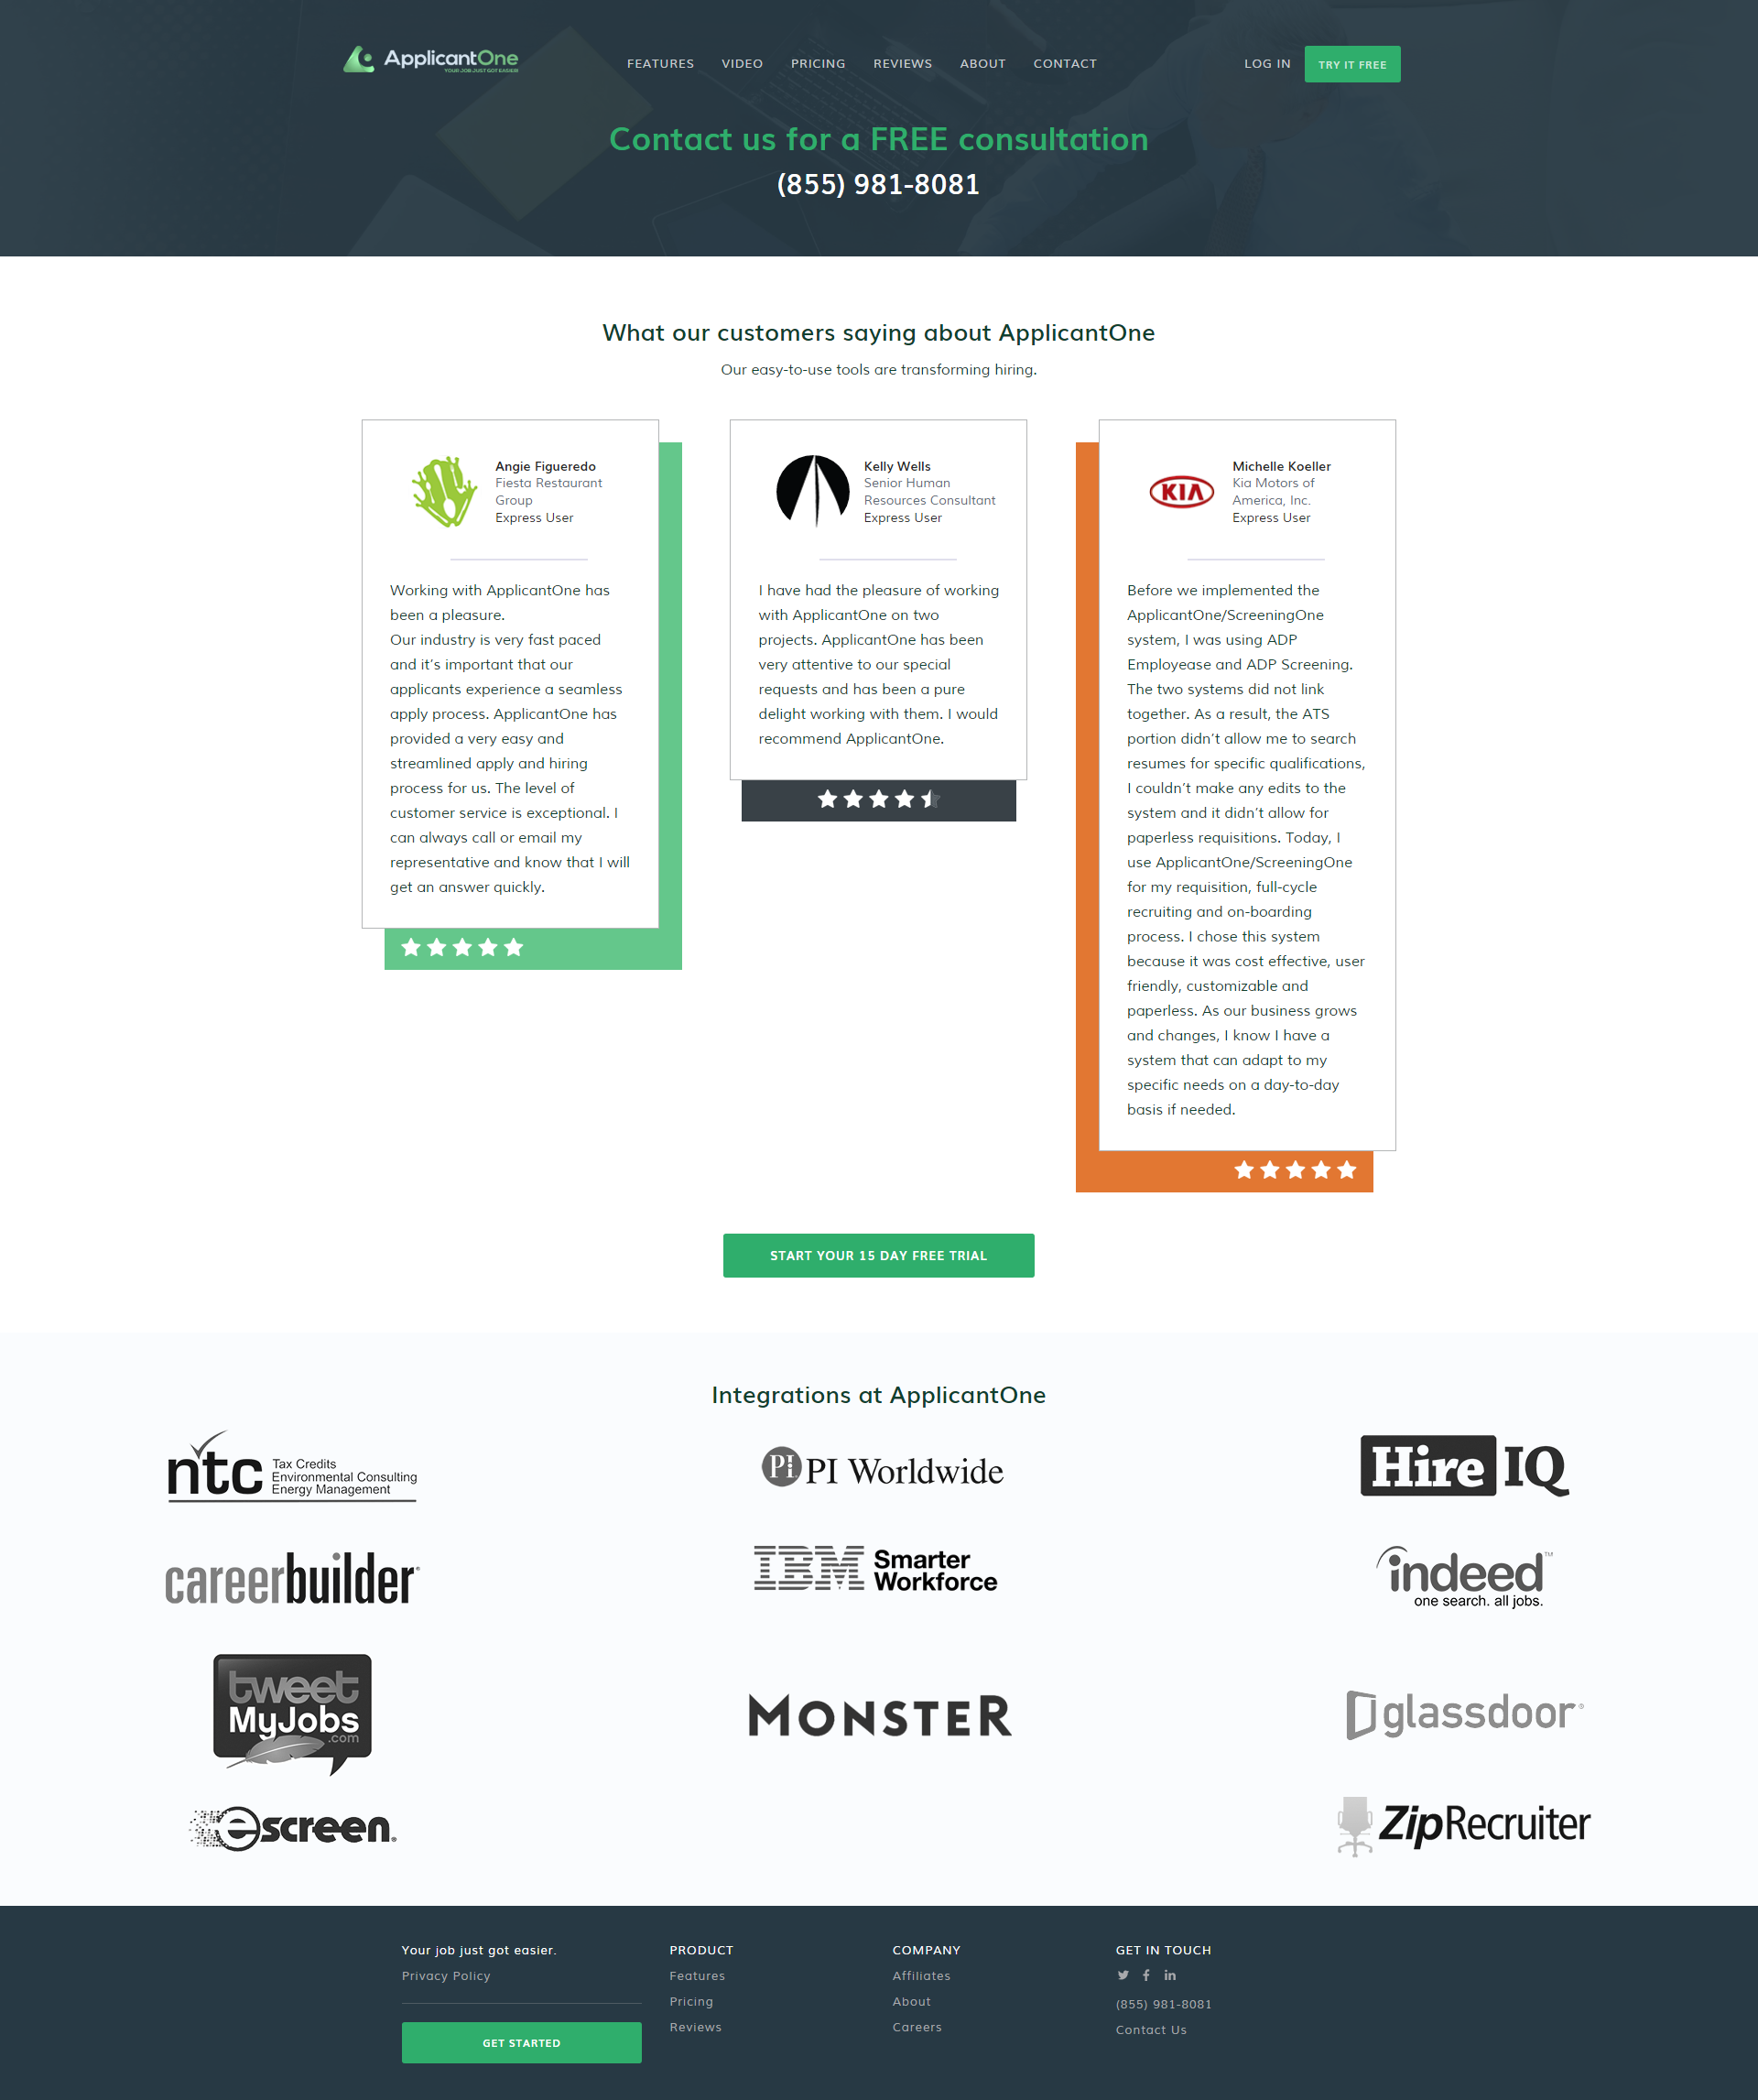 ApplicantOne
YOUR JOB JUST GOT EASIER
FEATURES VIDEO PRICING REVIEWS ABOUT CONTACT
LOG IN TRY IT FREE
Contact us for a FREE consultation
(855) 981-8081
What our customers saying about ApplicantOne
Our easy-to-use tools are transforming hiring.
Angie Figueredo
Fiesta Restaurant
Group
Express User
Working with ApplicantOne has
been a pleasure.
Our industry is very fast paced
and it's important that our
applicants experience a seamless
apply process. ApplicantOne has
provided a very easy and
streamlined apply and hiring
process for us. The level of
customer service is exceptional. I
can always call or email my
representative and know that I will
get an answer quickly.
Kelly Wells
Senior Human
Resources Consultant
Express User
I have had the pleasure of working
with ApplicantOne on two
projects. ApplicantOne has been
very attentive to our special
requests and has been a pure
delight working with them. I would
recommend ApplicantOne.
KIA
Michelle Koeller
Kia Motors of
America, Inc.
Express User
Before we implemented the
ApplicantOne/ScreeningOne
system, I was using ADP
Employease and ADP Screening.
The two systems did not link
together. As a result, the ATS
portion didn't allow me to search
resumes for specific qualifications,
I couldn't make any edits to the
system and it didn't allow for
paperless requisitions. Today, I
use ApplicantOne/ScreeningOne
for my requisition, full-cycle
recruiting and on-boarding
process. I chose this system
because it was cost effective, user
friendly, customizable and
paperless. As our business grows
and changes, I know I have a
system that can adapt to my
specific needs on a day-to-day
basis if needed.
START YOUR 15 DAY FREE TRIAL
Integrations at ApplicantOne
ntc
Tax Credits
Environmental Consulting
Energy Management
PI PI Worldwide
Hire IQ
careerbuilder®
IBM Smarter
Workforce
indeed™
one search. all jobs.
tweet
MyJobs
.com
MONSTER
glassdoor®
escreen®
ZipRecruiter
Your job just got easier.
Privacy Policy
GET STARTED
PRODUCT
Features
Pricing
Reviews
COMPANY
Affiliates
About
Careers
GET IN TOUCH
(855) 981-8081
Contact Us